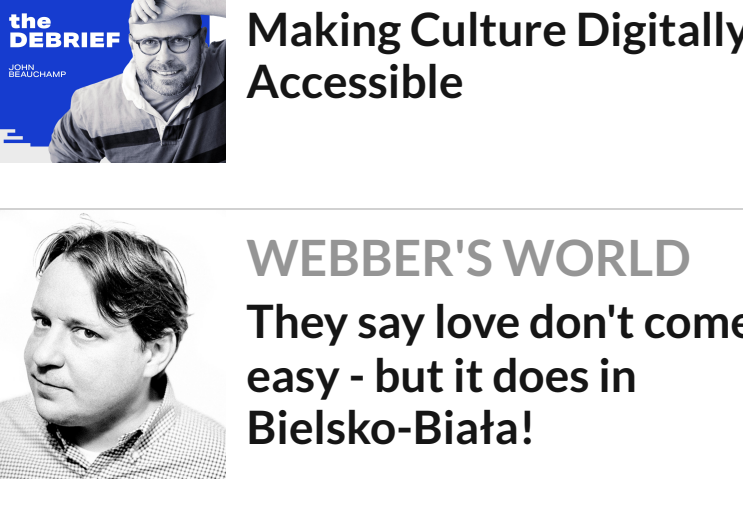 the
DEBRIEF
JOHN
BEAUCHAMP
Making Culture Digitally
Accessible
WEBBER'S WORLD
They say love don't come
easy - but it does in
Bielsko-Biała!